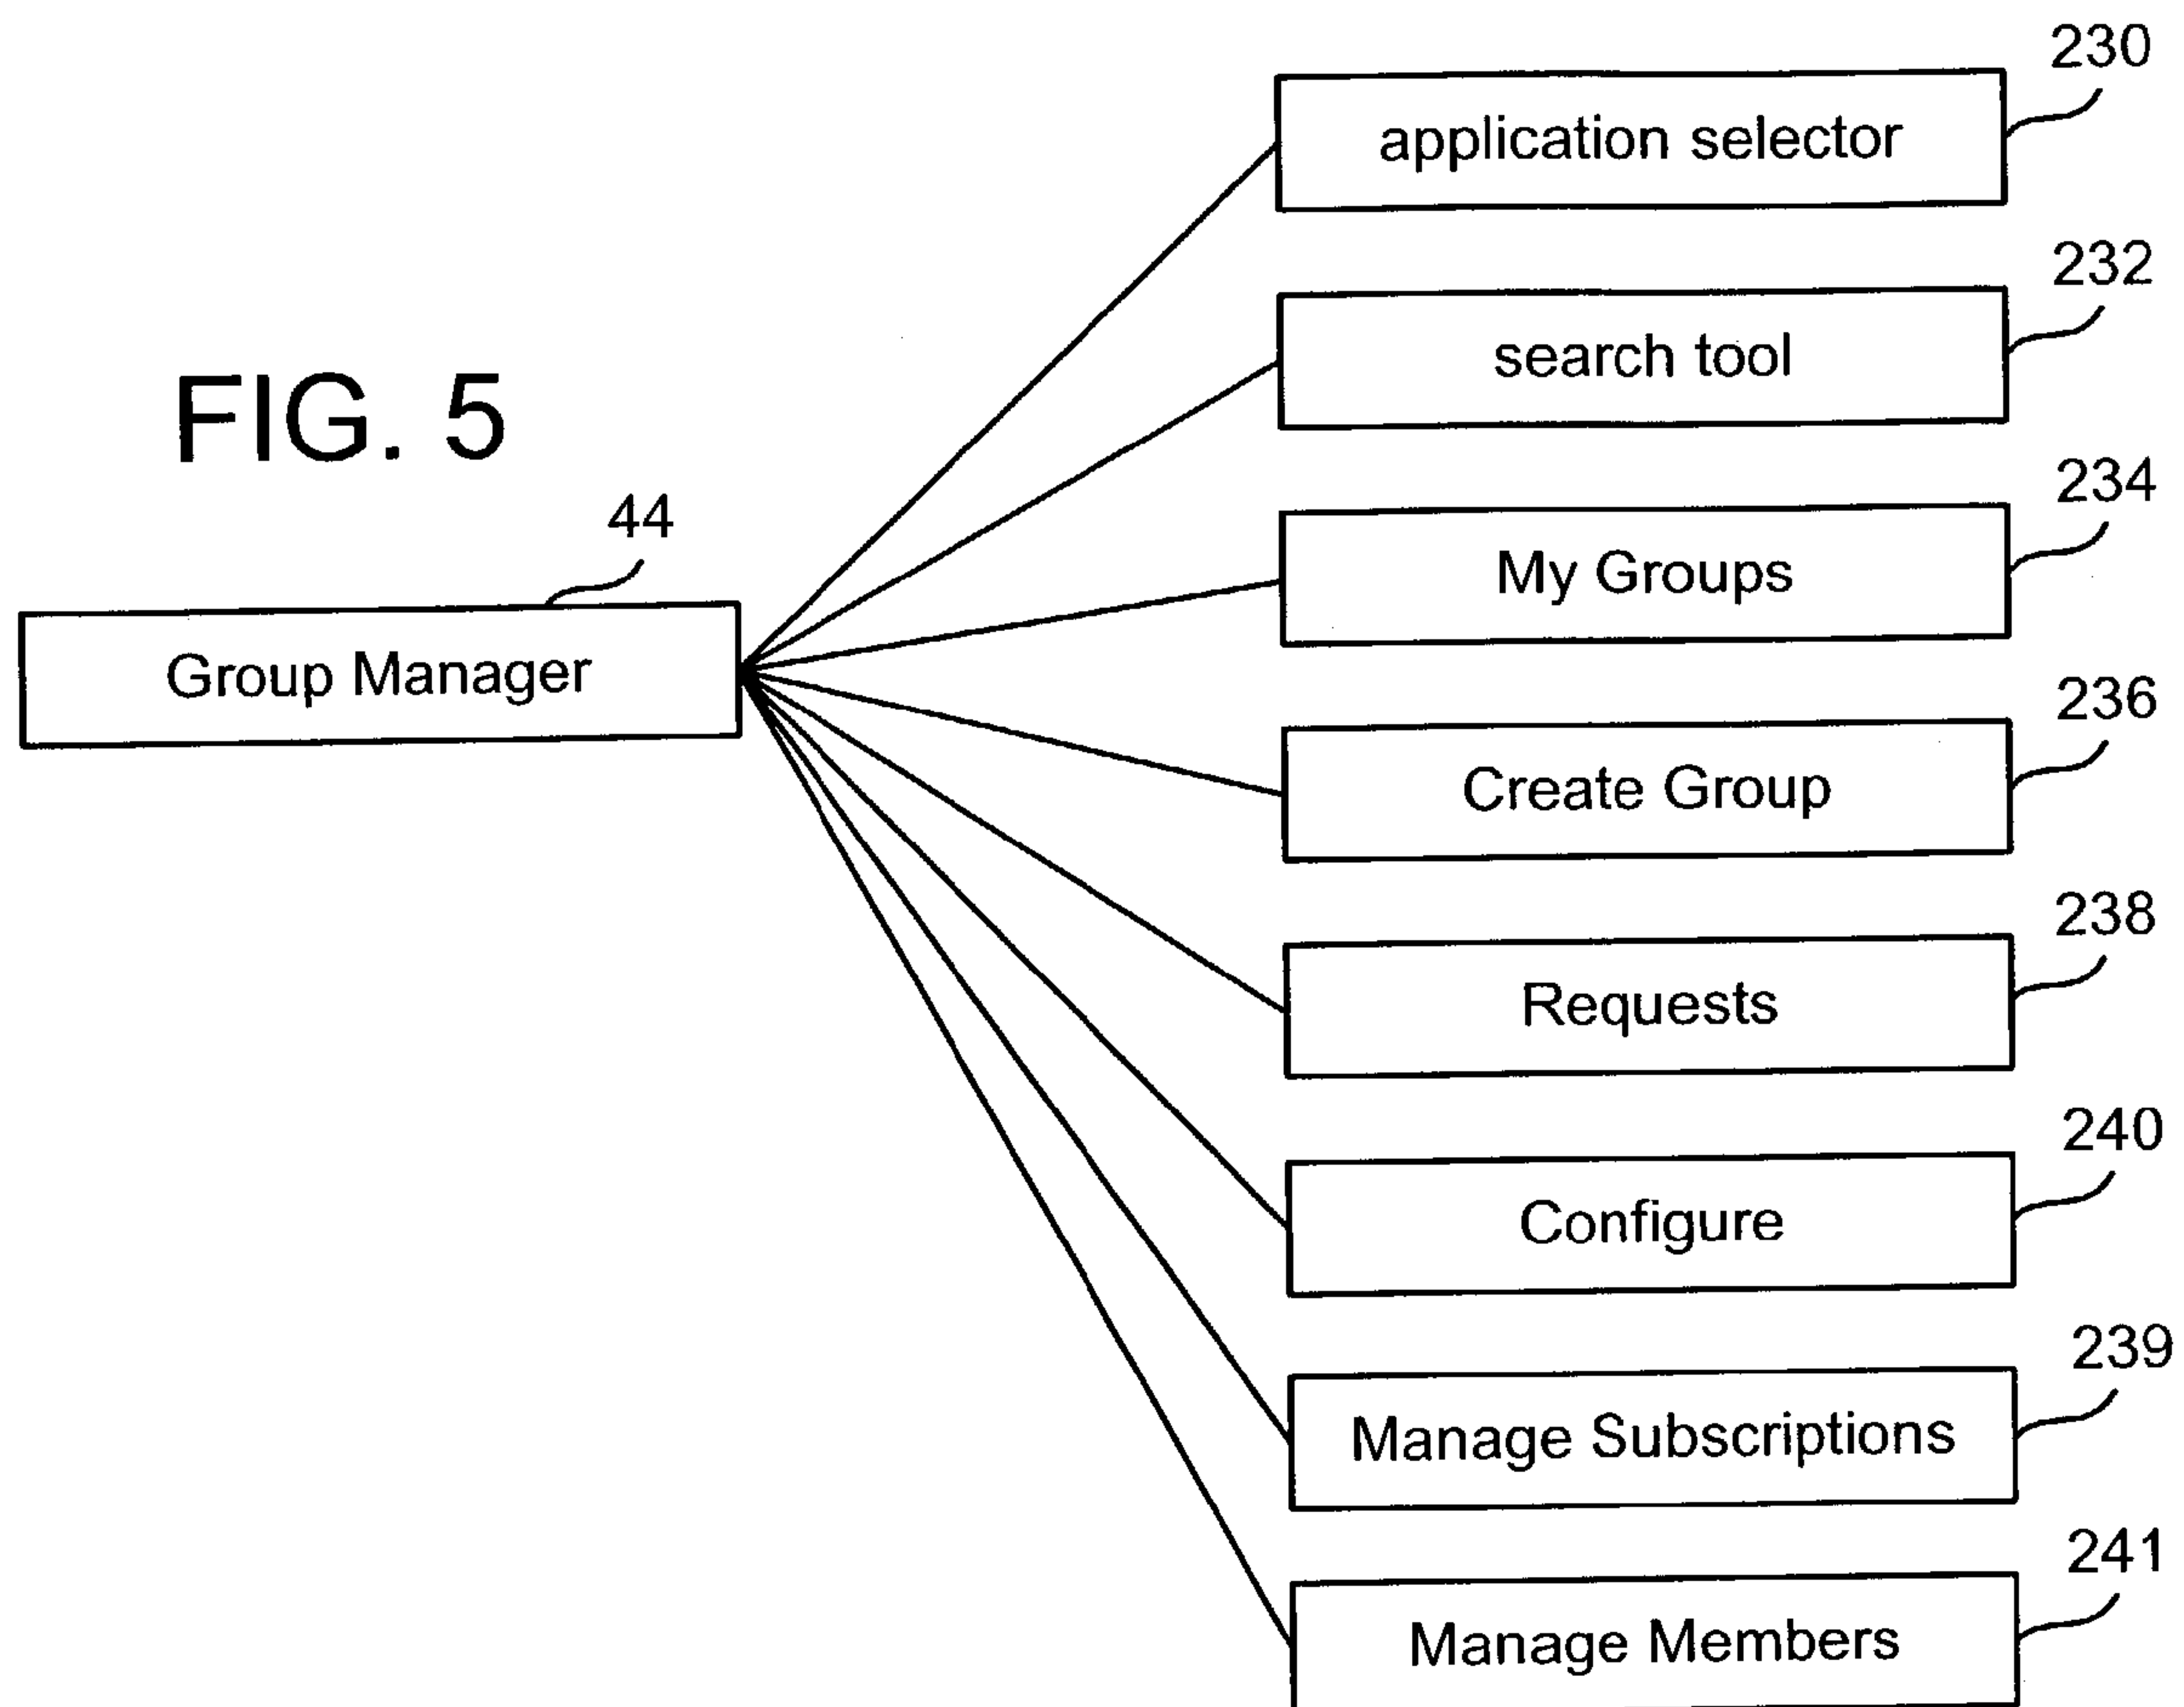 FIG. 5
44
Group Manager
230
application selector
232
search tool
234
My Groups
236
Create Group
238
Requests
240
Configure
239
Manage Subscriptions
241
Manage Members